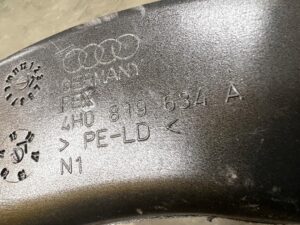 GERMANY
4H0 819 634 A
> PE-LD <
N1